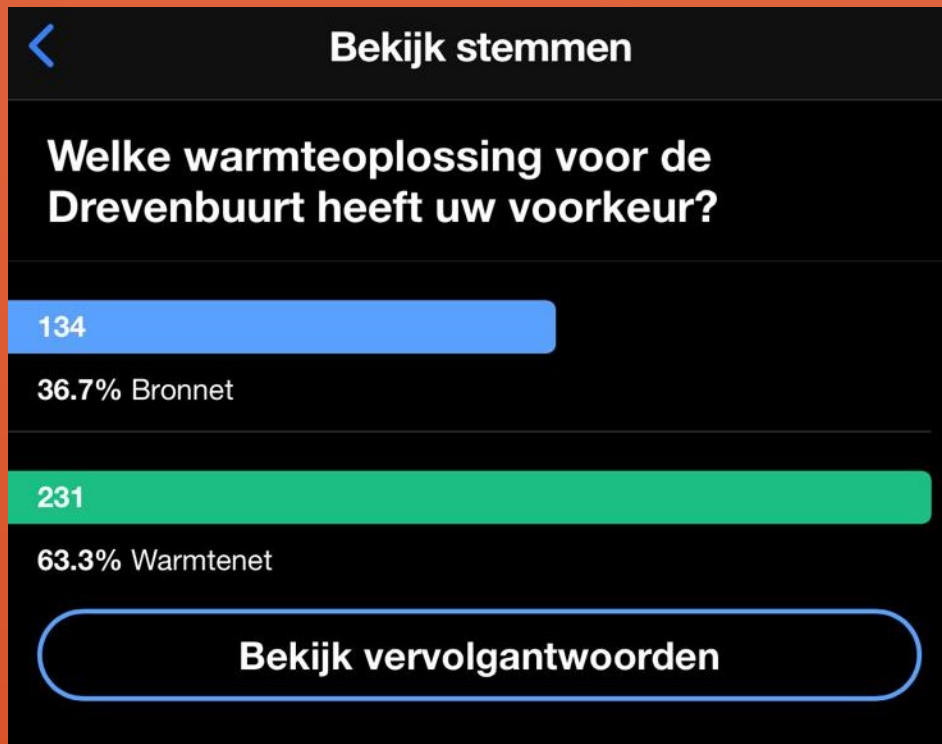 Bekijk stemmen
Welke warmteoplossing voor de
Drevenbuurt heeft uw voorkeur?
134
36.7% Bronnet
231
63.3% Warmtenet
Bekijk vervolgantwoorden